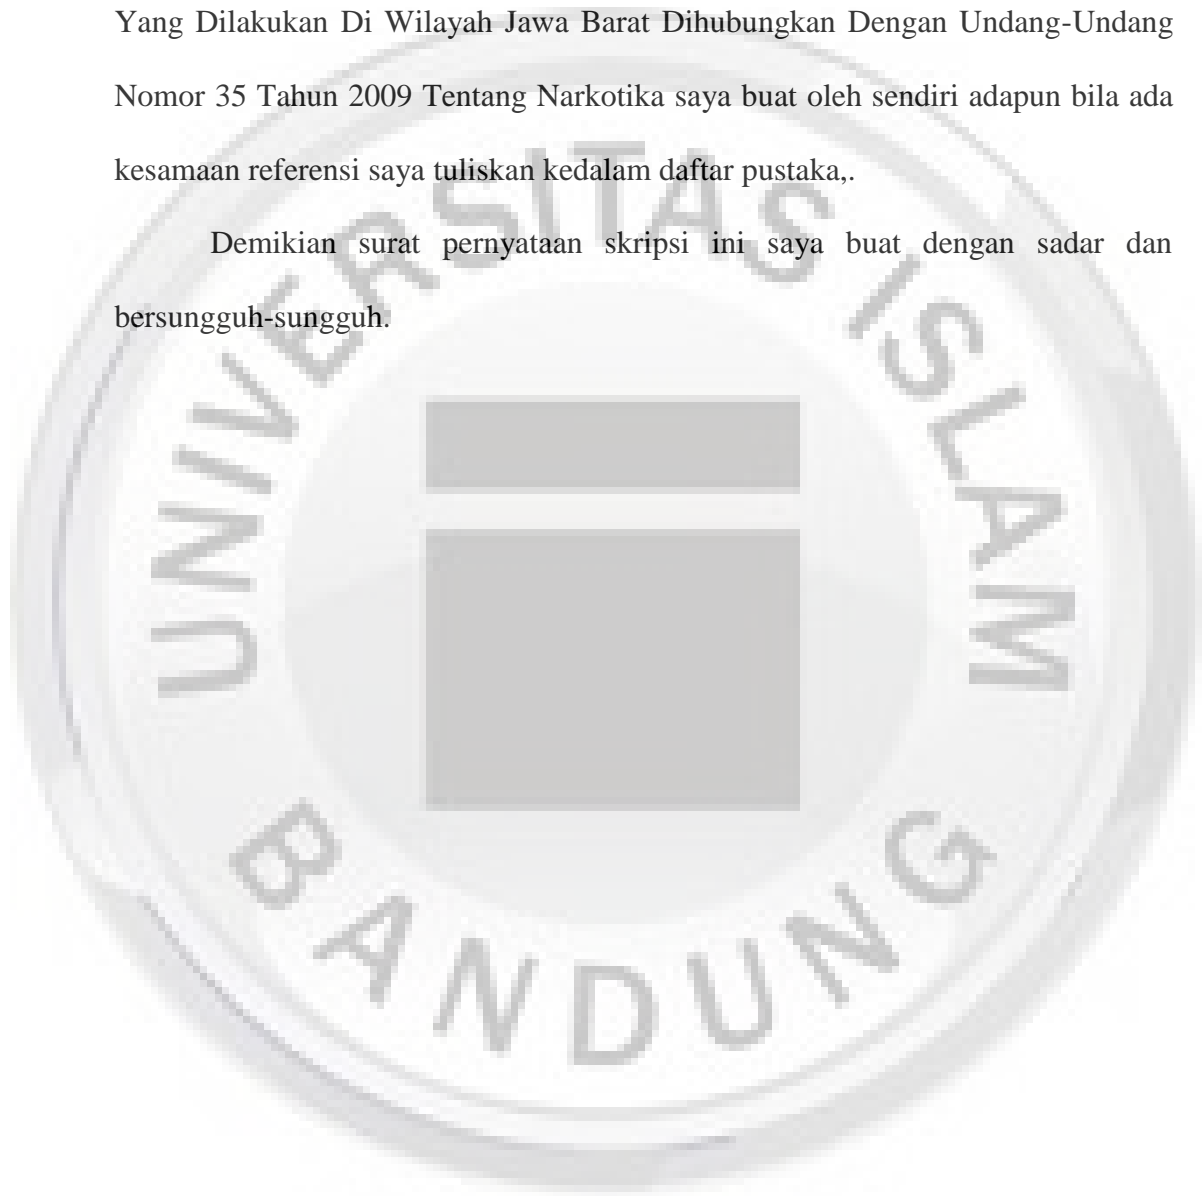 Yang Dilakukan Di Wilayah Jawa Barat Dihubungkan Dengan Undang-Undang
Nomor 35 Tahun 2009 Tentang Narkotika saya buat oleh sendiri adapun bila ada
kesamaan referensi saya tuliskan kedalam daftar pustaka,.
Demikian surat pernyataan skripsi ini saya buat dengan sadar dan
bersungguh-sungguh.
UNIVERSITAS ISLAM
BANDUNG